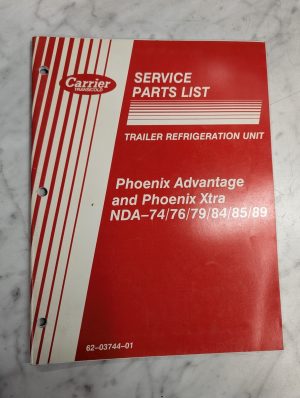 Carrier
TRANSICOLD
SERVICE
PARTS LIST
TRAILER REFRIGERATION UNIT
Phoenix Advantage
and Phoenix Xtra
NDA–74/76/79/84/85/89
62–03744–01